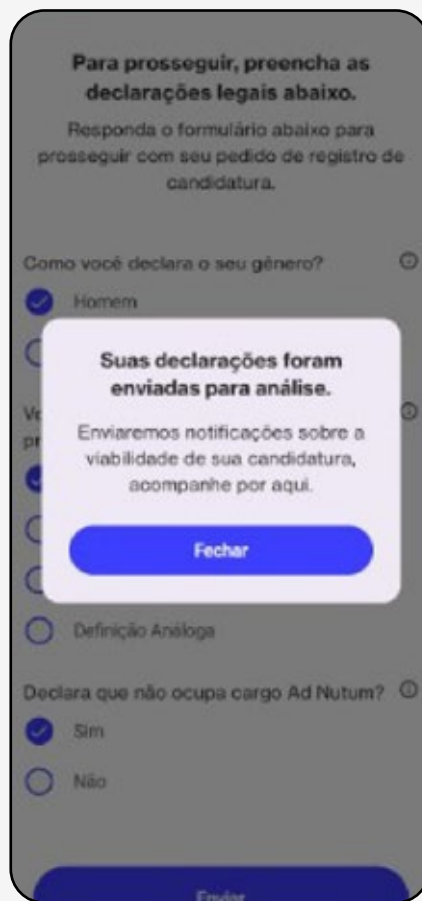 Para prosseguir, preencha as
declarações legais abaixo.
Responda o formulário abaixo para
prosseguir com seu pedido de registro de
candidatura.
Como você declara o seu gênero?
Homem
Suas declarações foram
enviadas para análise.
Enviaremos notificações sobre a
viabilidade de sua candidatura,
acompanhe por aqui.
Fechar
Definição Análoga
Declara que não ocupa cargo Ad Nutum?
Sim
Não
Enviar